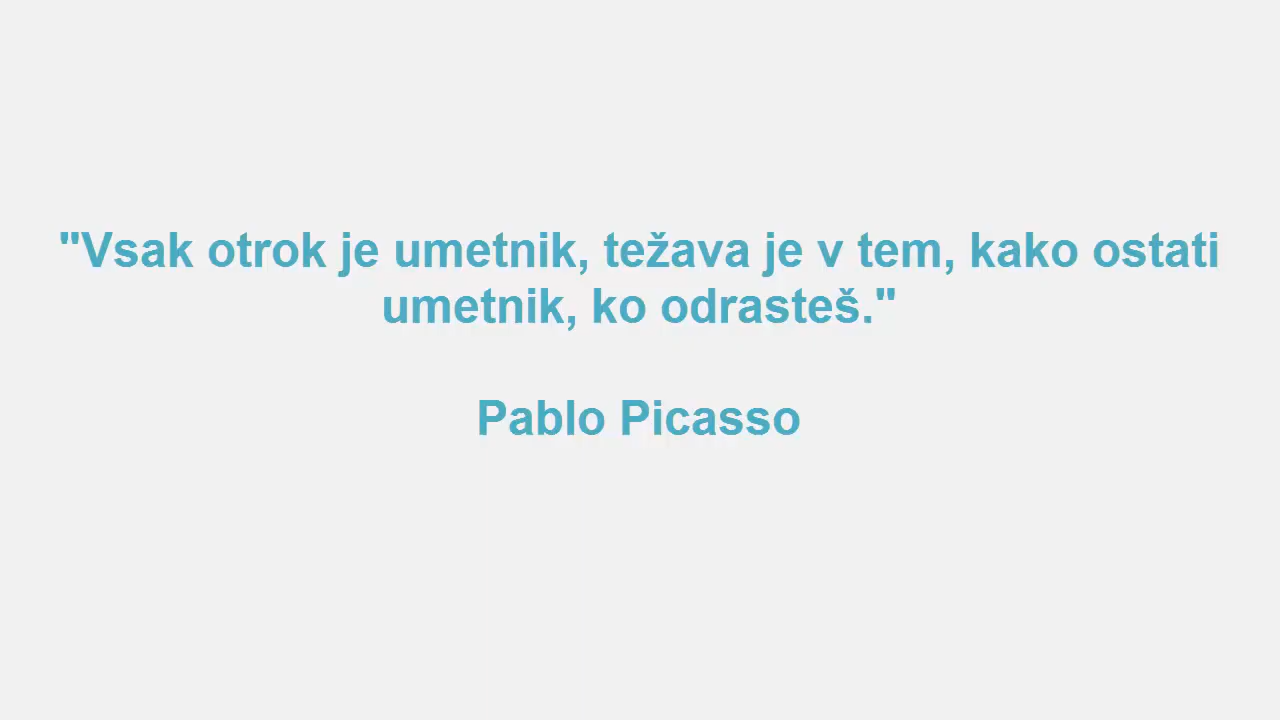 "Vsak otrok je umetnik, težava je v tem, kako ostati
umetnik, ko odrasteš."
Pablo Picasso